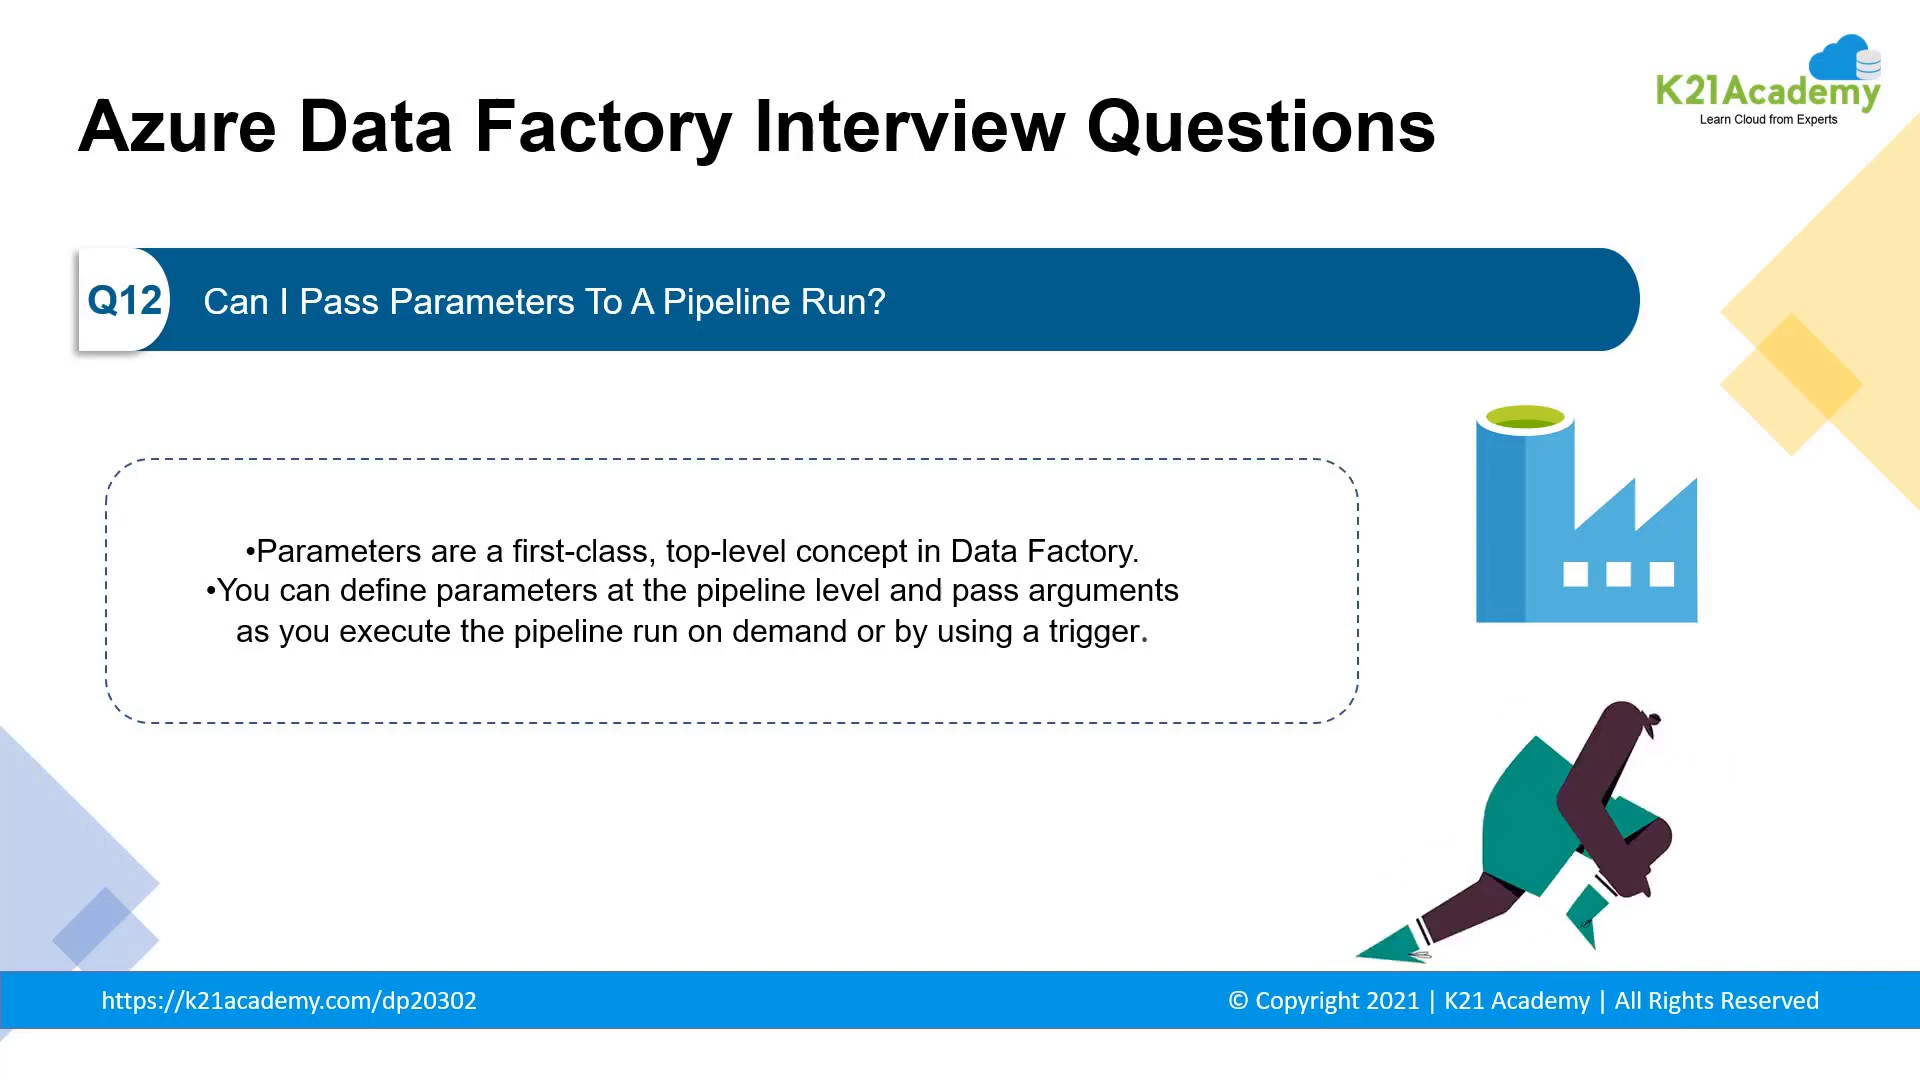 K21Academy
Learn Cloud from Experts
Azure Data Factory Interview Questions
Q12 Can I Pass Parameters To A Pipeline Run?
•Parameters are a first-class, top-level concept in Data Factory.
•You can define parameters at the pipeline level and pass arguments
as you execute the pipeline run on demand or by using a trigger.
https://k21academy.com/dp20302
© Copyright 2021 | K21 Academy | All Rights Reserved